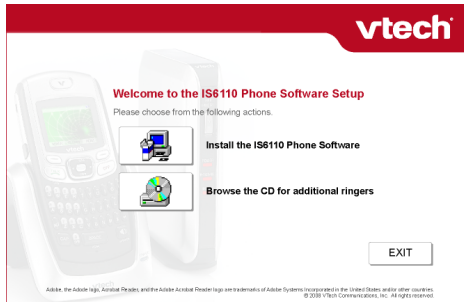 vtech
Welcome to the IS6110 Phone Software Setup
Please choose from the following actions.
Install the IS6110 Phone Software
Browse the CD for additional ringers
EXIT
Adobe, the Adobe logo, Acrobat Reader, and the Adobe Acrobat Reader logo are trademarks of Adobe Systems Incorporated in the United States and/or other countries.
© 2008 VTech Communications, Inc. All rights reserved.